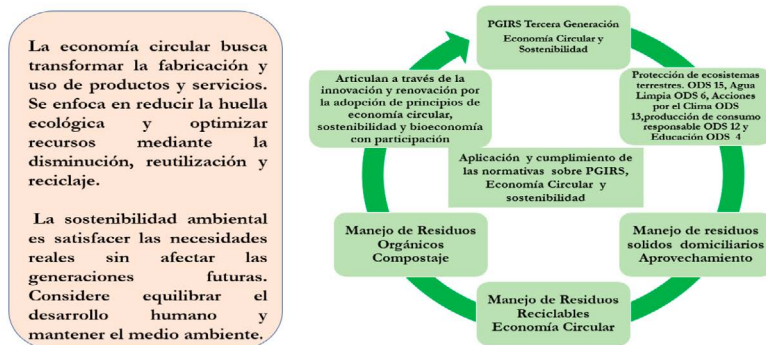 La economía circular busca
transformar la fabricación y
uso de productos y servicios.
Se enfoca en reducir la huella
ecológica y optimizar
recursos mediante la
disminución, reutilización y
reciclaje.
La sostenibilidad ambiental
es satisfacer las necesidades
reales sin afectar las
generaciones futuras.
Considere equilibrar el
desarrollo humano y
mantener el medio ambiente.
PGIRS Tercera Generación
Economía Circular y
Sostenibilidad
Protección de ecosistemas
terrestres. ODS 15, Agua
Limpia ODS 6, Acciones
por el Clima ODS
13,producción de consumo
responsable ODS 12 y
Educación ODS 4
Manejo de residuos
solidos domiciliarios
Aprovechamiento
Manejo de Residuos
Reciclables
Economía Circular
Manejo de Residuos
Orgánicos
Compostaje
Articulan a través de la
innovación y renovación por
la adopción de principios de
economía circular,
sostenibilidad y bioeconomía
con participación
Aplicación y cumplimiento de
las normativas sobre PGIRS,
Economía Circular y
sostenibilidad